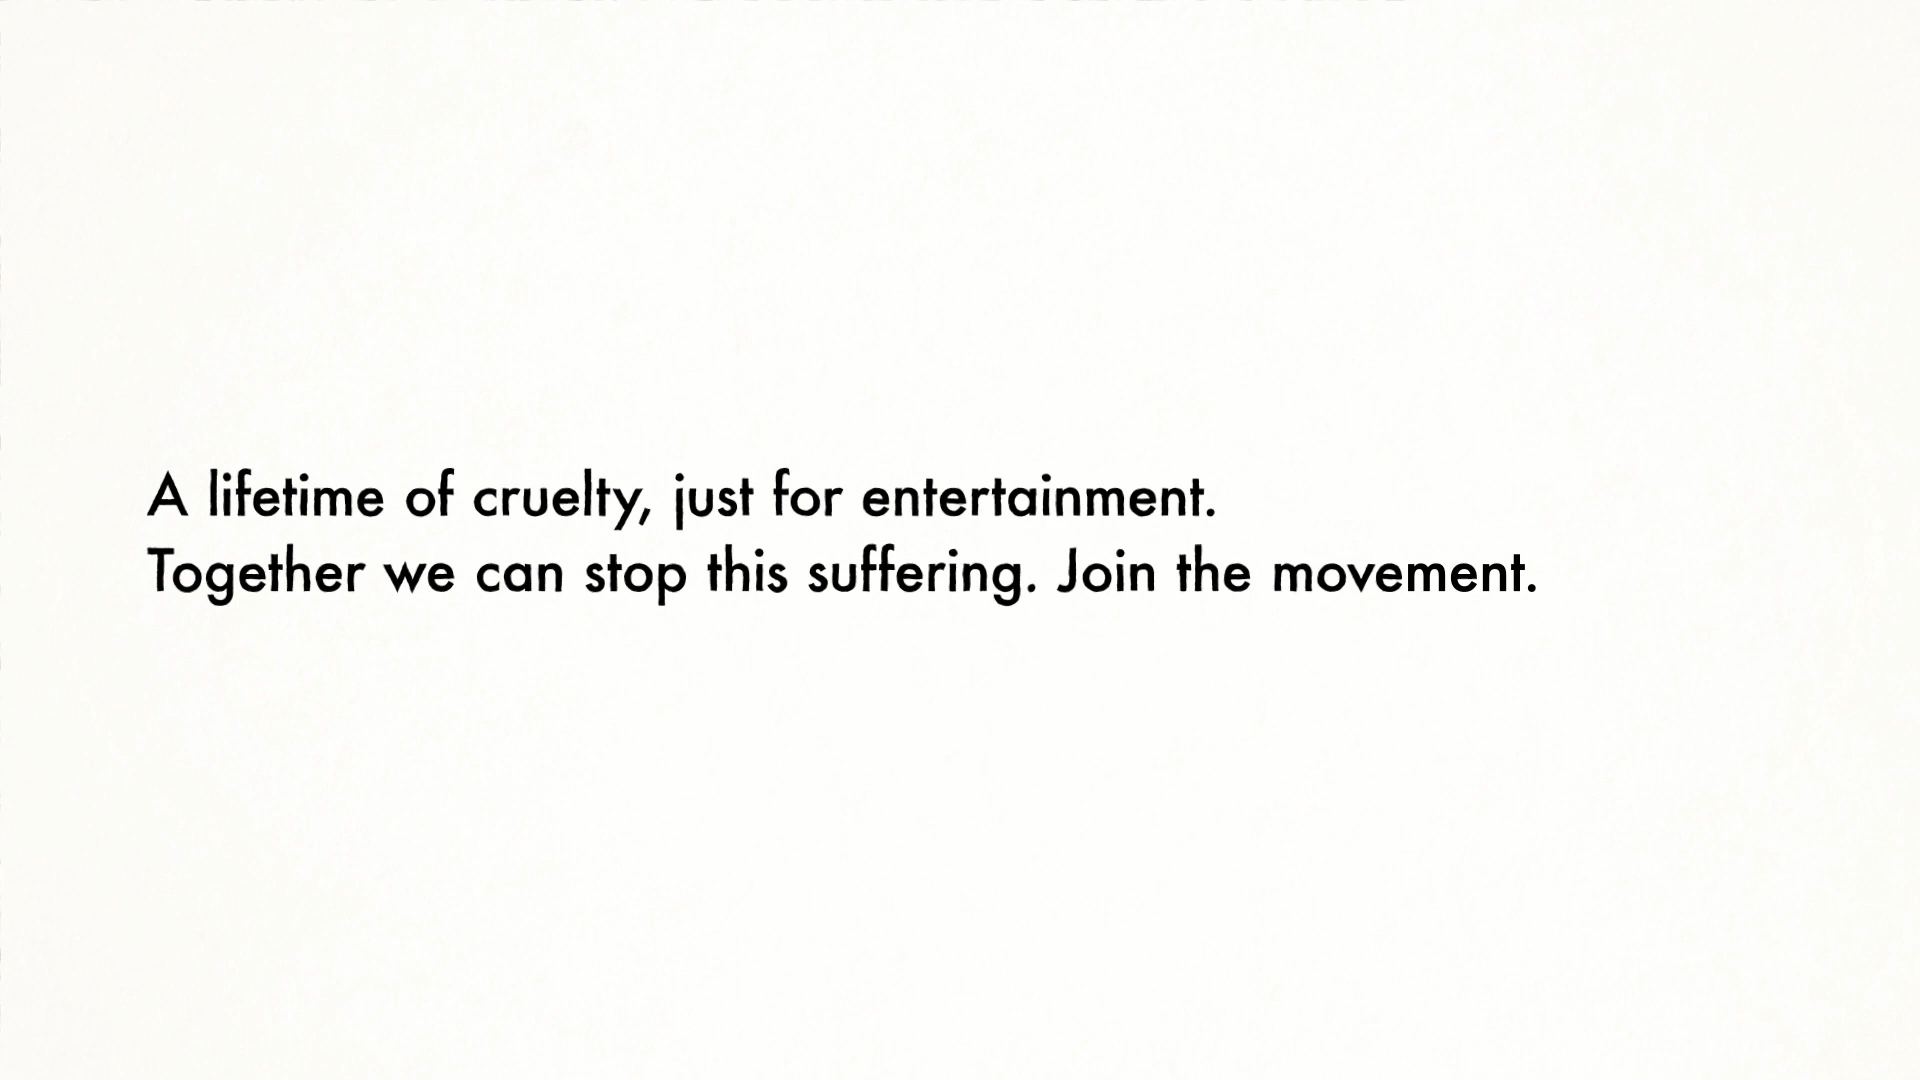 A lifetime of cruelty, just for entertainment.
Together we can stop this suffering. Join the movement.